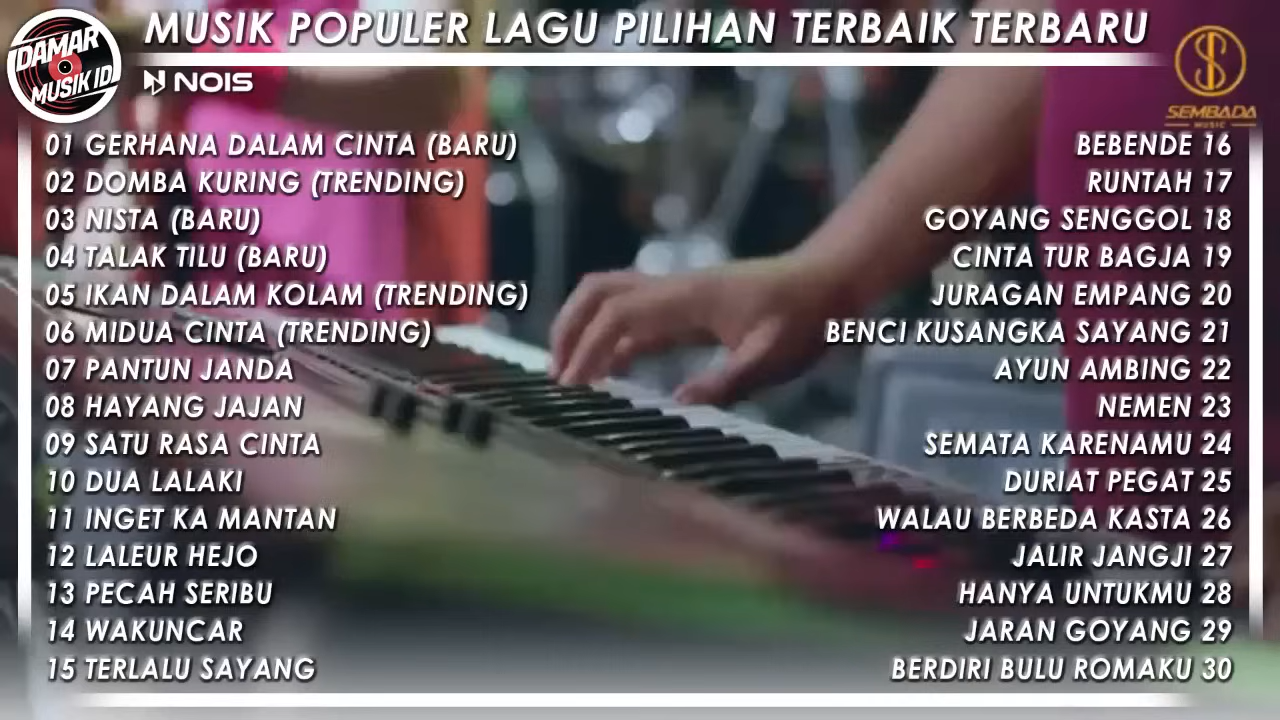 DAMAR
MUSIK ID
MUSIK POPULER LAGU PILIHAN TERBAIK TERBARU
NOIS
SEMBADA
MUSIC
01 GERHANA DALAM CINTA (BARU)
02 DOMBA KURING (TRENDING)
03 NISTA (BARU)
04 TALAK TILU (BARU)
05 IKAN DALAM KOLAM (TRENDING)
06 MIDUA CINTA (TRENDING)
07 PANTUN JANDA
08 HAYANG JAJAN
09 SATU RASA CINTA
10 DUA LALAKI
11 INGET KA MANTAN
12 LALEUR HEJO
13 PECAH SERIBU
14 WAKUNCAR
15 TERLALU SAYANG
BEBENDE 16
RUNTAH 17
GOYANG SENGGOL 18
CINTA TUR BAGJA 19
JURAGAN EMPANG 20
BENCI KUSANGKA SAYANG 21
AYUN AMBING 22
NEMEN 23
SEMATA KARENAMU 24
DURIAT PEGAT 25
WALAU BERBEDA KASTA 26
JALIR JANGJI 27
HANYA UNTUKMU 28
JARAN GOYANG 29
BERDIRI BULU ROMAKU 30